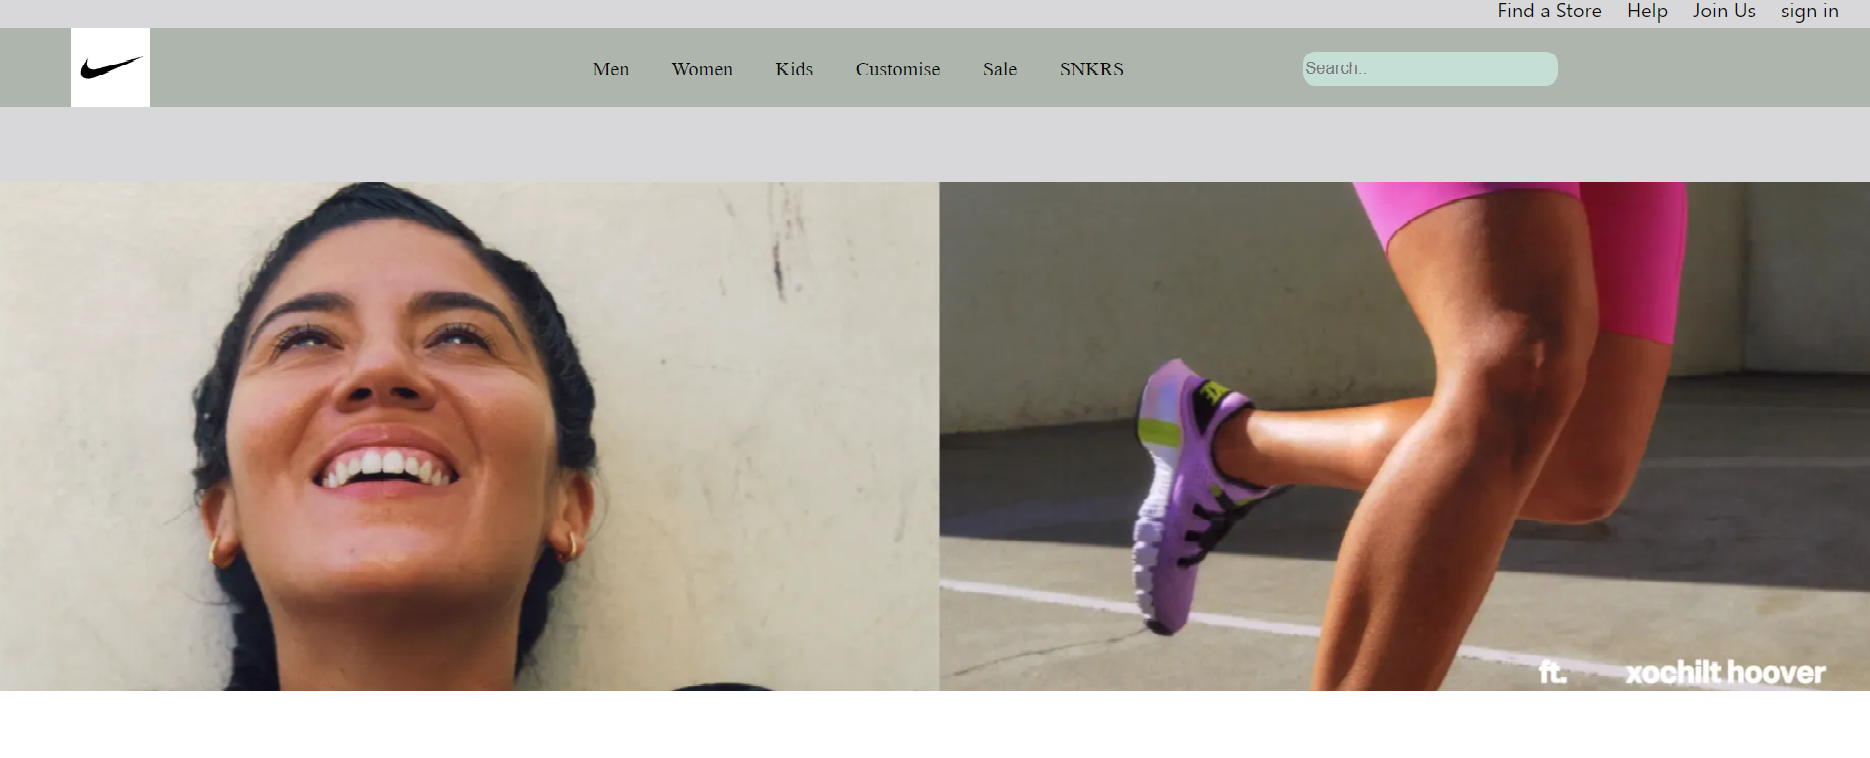 Find a Store Help Join Us sign in
Men Women Kids Customise Sale SNKRS
Search..
ft. xochilt hoover